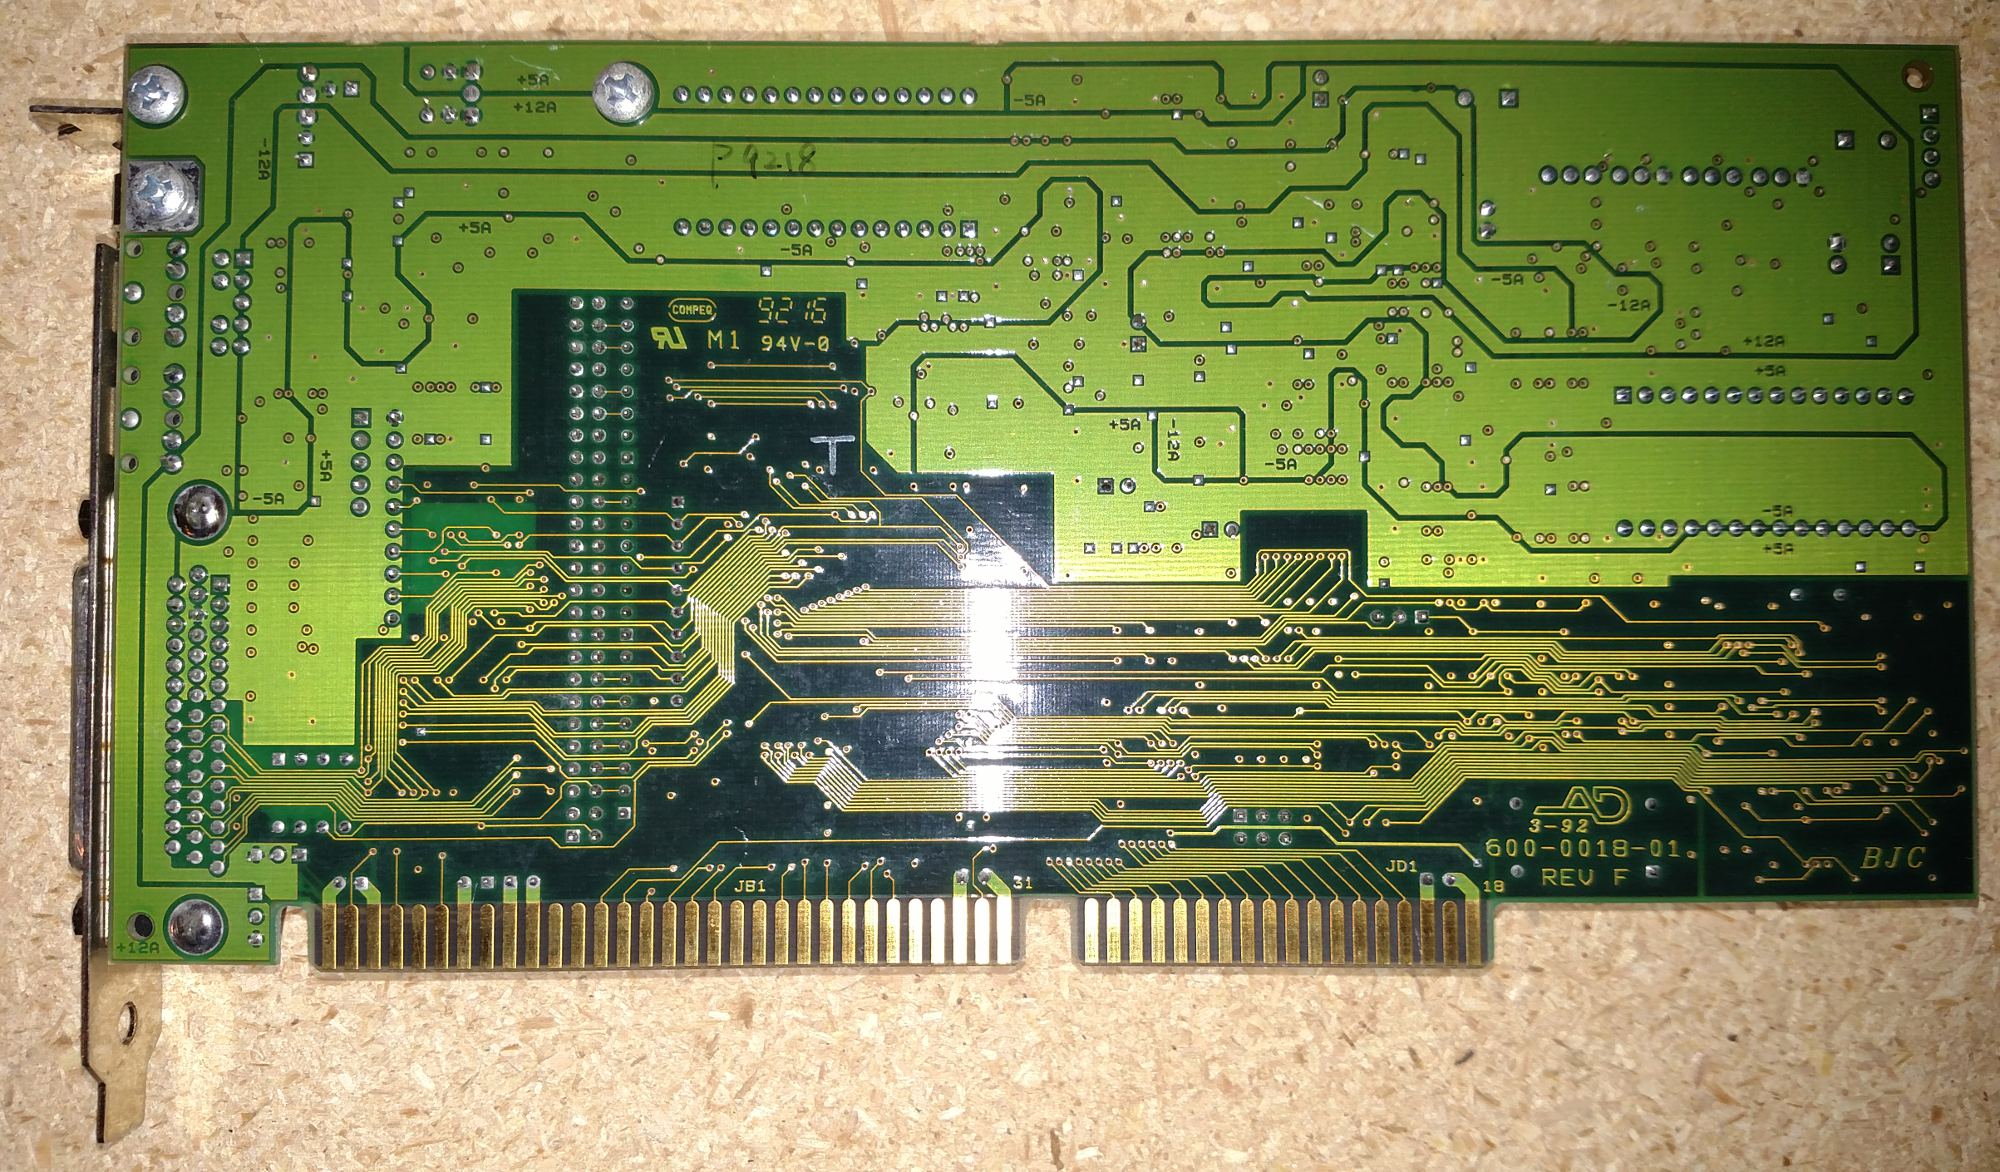 +5A
+12A
-5A
-12A
P9218
+5A
-5A
-5A
-12A
COMPEQ 9216
M1 94V-0
+12A
+5A
T
+5A
-12A
-5A
+5A
-5A
-5A
+5A
AD
3-92
600-0018-01
REV F
BJC
JB1
31
JD1
18
+12A